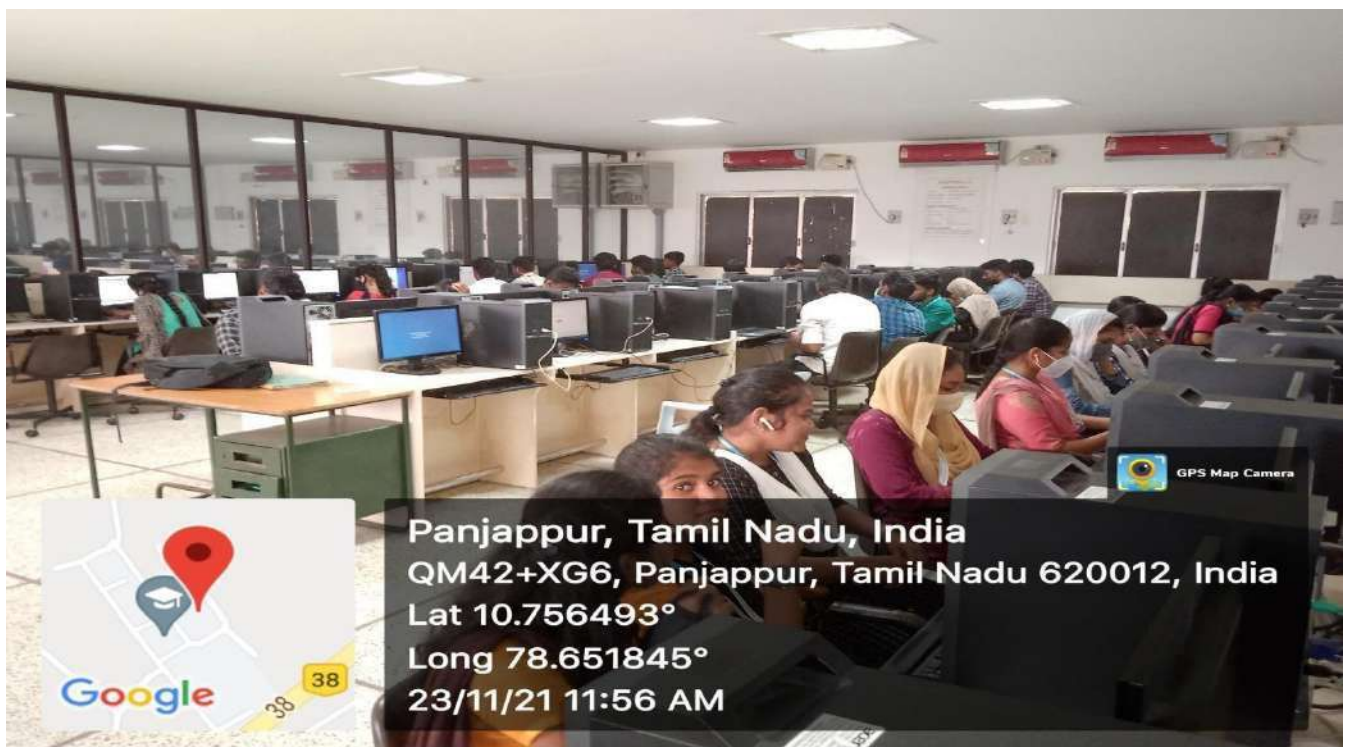 GPS Map Camera
Panjappur, Tamil Nadu, India
QM42+XG6, Panjappur, Tamil Nadu 620012, India
Lat 10.756493°
Long 78.651845°
23/11/21 11:56 AM
Google
38
38